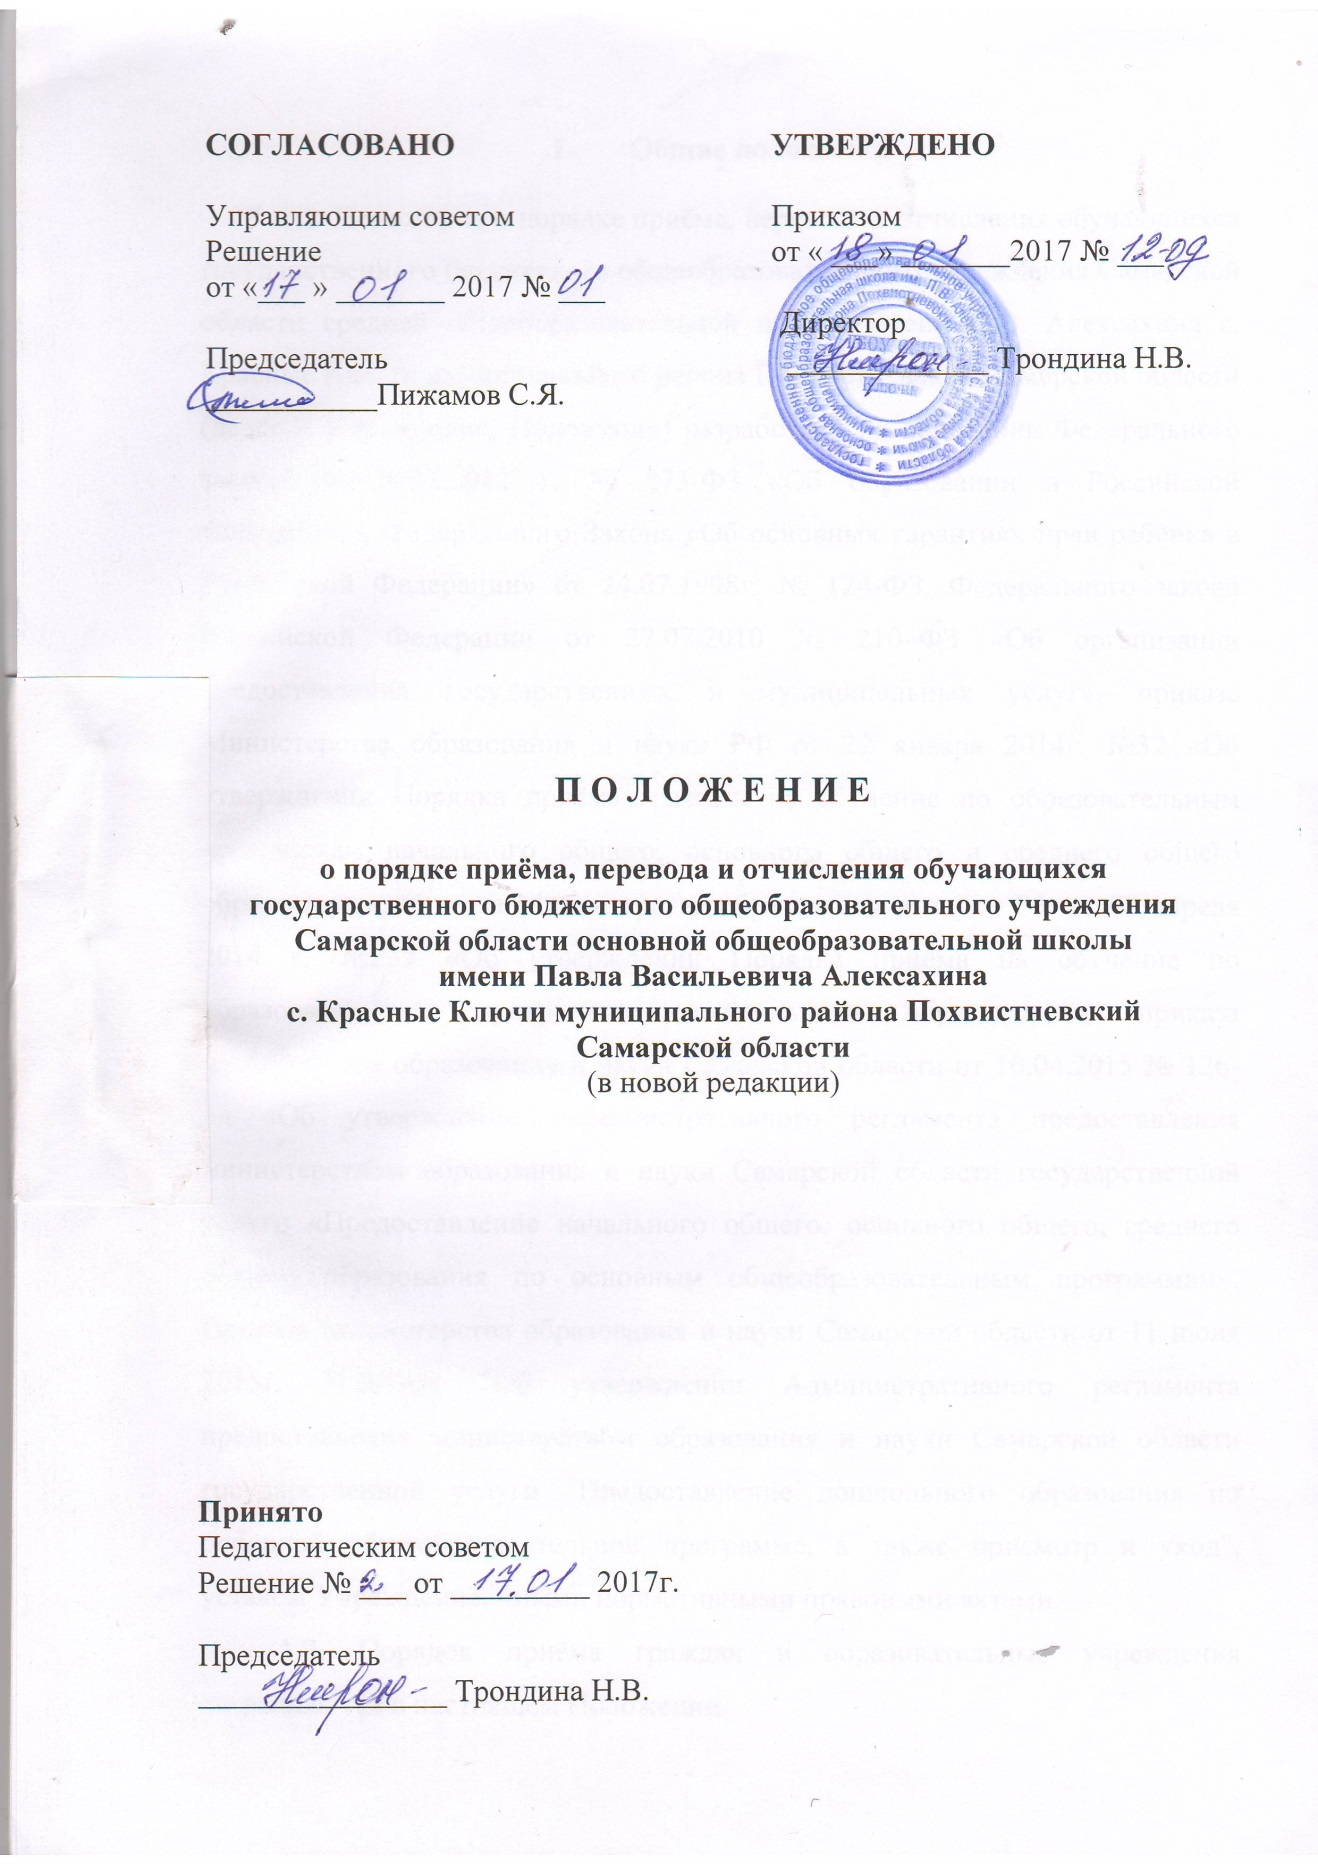 СОГЛАСОВАНО
Управляющим советом
Решение
от «17 » 01 2017 № 01
Председатель
Пижамов С.Я.
УТВЕРЖДЕНО
Приказом
от « 18 » 01 2017 № 12-од
Директор
Трондина Н.В.
П О Л О Ж Е Н И Е
о порядке приёма, перевода и отчисления обучающихся
государственного бюджетного общеобразовательного учреждения
Самарской области основной общеобразовательной школы
имени Павла Васильевича Алексахина
с. Красные Ключи муниципального района Похвистневский
Самарской области
(в новой редакции)
Принято
Педагогическим советом
Решение № 2 от 17.01 2017г.
Председатель
Трондина Н.В.